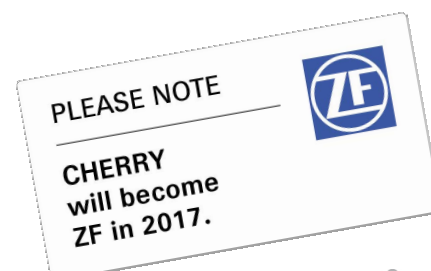 PLEASE NOTE
ZF
CHERRY
will become
ZF in 2017.